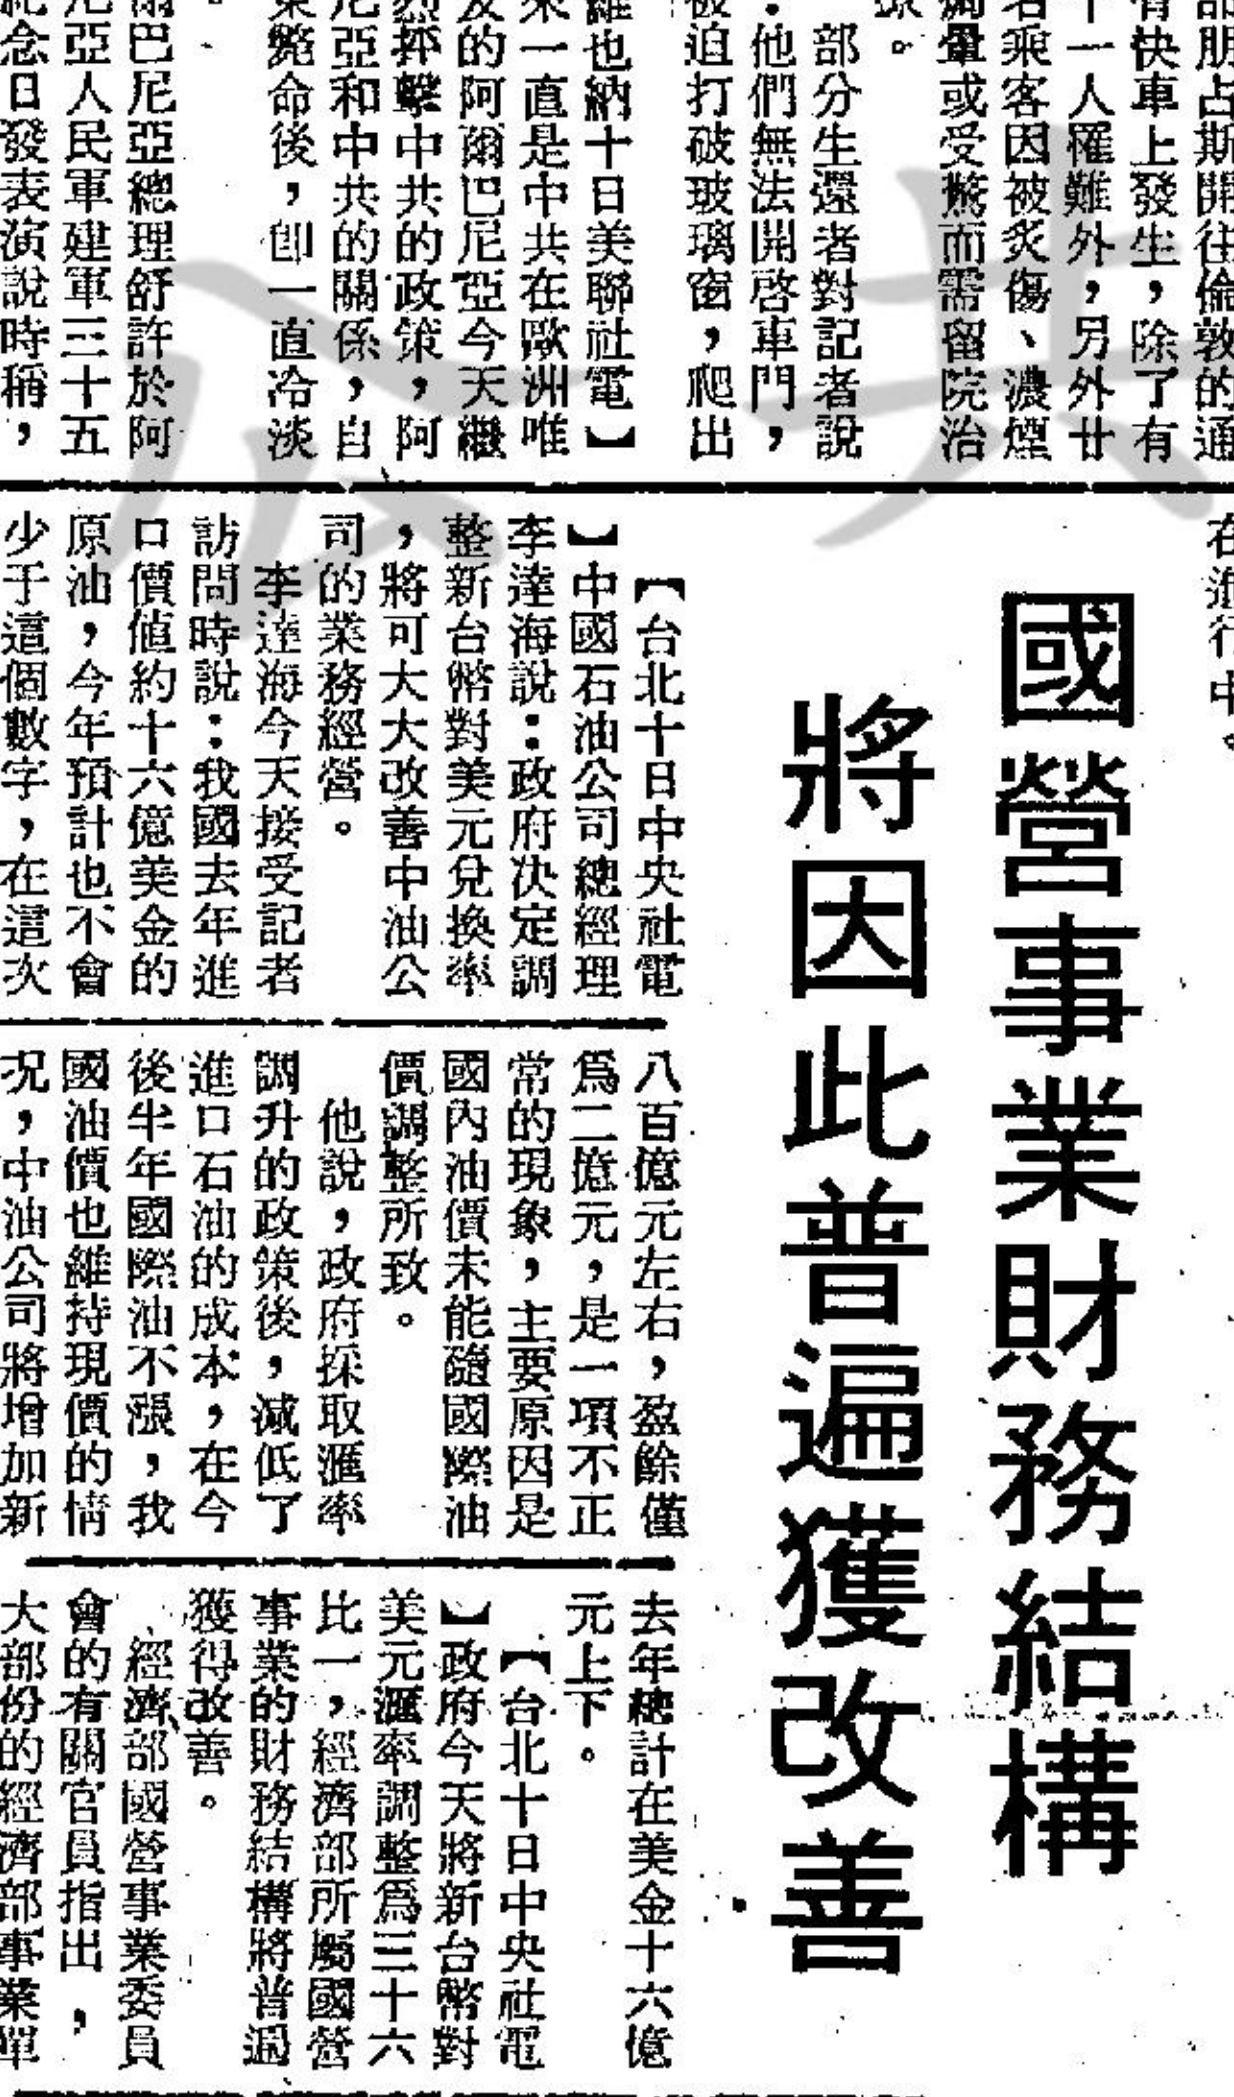 朋占斯開往倫敦的通
有快車上發生，除了有
十一人罹難外，另外廿
名乘客因被炙傷、濃煙
暈或受驚而需留院治
。
部分生還者對記者說
：他們無法開啓車門，
被迫打破玻璃窗，爬出
維也納十日美聯社電】
來一直是中共在歐洲唯
及的阿爾巴尼亞今天繼
烈抨擊中共的政策，阿
尼亞和中共的關係，自
東斃命後，卽一直冷淡
。
爾巴尼亞總理舒許於阿
尼亞人民軍建軍三十五
紀念日發表演說時稱，
在進行中。
國營事業財務結構
將因此普遍獲改善
【台北十日中央社電
】中國石油公司總經理
李達海說：政府決定調
整新台幣對美元兌換率
，將可大大改善中油公
司的業務經營。
李達海今天接受記者
訪問時說：我國去年進
口價值約十六億美金的
原油，今年預計也不會
少于這個數字，在這次
八百億元左右，盈餘僅
爲二億元，是一項不正
常的現象，主要原因是
國內油價未能隨國際油
價調整所致。
他說，政府採取滙率
調升的政策後，減低了
進口石油的成本，在今
後半年國際油不漲，我
國油價也維持現價的情
况，中油公司將增加新
去年總計在美金十六億
元上下。
【台北十日中央社電
】政府今天將新台幣對
美元滙率調整爲三十六
比一，經濟部所屬國營
事業的財務結構將普遍
獲得改善。
經濟部國營事業委員
會的有關官員指出，
大部份的經濟部事業單
公共